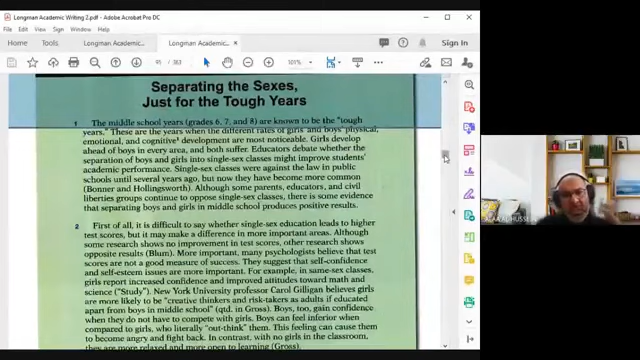 Longman Academic Writing 2.pdf - Adobe Acrobat Pro DC
File Edit View Sign Window Help
Home Tools Longman Academic... Longman Academic... × Sign In
91 / 363 101%
Separating the Sexes,
Just for the Tough Years
1 The middle school years (grades 6, 7, and 8) are known to be the "tough
years." These are the years when the different rates of girls' and boys' physical,
emotional, and cognitive development are most noticeable. Girls develop
ahead of boys in every area, and both suffer. Educators debate whether the
separation of boys and girls into single-sex classes might improve students'
academic performance. Single-sex classes were against the law in public
schools until several years ago, but now they have become more common
(Bonner and Hollingsworth). Although some parents, educators, and civil
liberties groups continue to oppose single-sex classes, there is some evidence
that separating boys and girls in middle school produces positive results.
2 First of all, it is difficult to say whether single-sex education leads to higher
test scores, but it may make a difference in more important areas. Although
some research shows no improvement in test scores, other research shows
opposite results (Blum). More important, many psychologists believe that test
scores are not a good measure of success. They suggest that self-confidence
and self-esteem issues are more important. For example, in same-sex classes,
girls report increased confidence and improved attitudes toward math and
science ("Study"). New York University professor Carol Gilligan believes girls
are more likely to be "creative thinkers and risk-takers as adults if educated
apart from boys in middle school" (qtd. in Gross). Boys, too, gain confidence
when they do not have to compete with girls. Boys can feel inferior when
compared to girls, who literally "out-think" them. This feeling can cause them
to become angry and fight back. In contrast, with no girls in the classroom,
they are more relaxed and more open to learning (Gross).